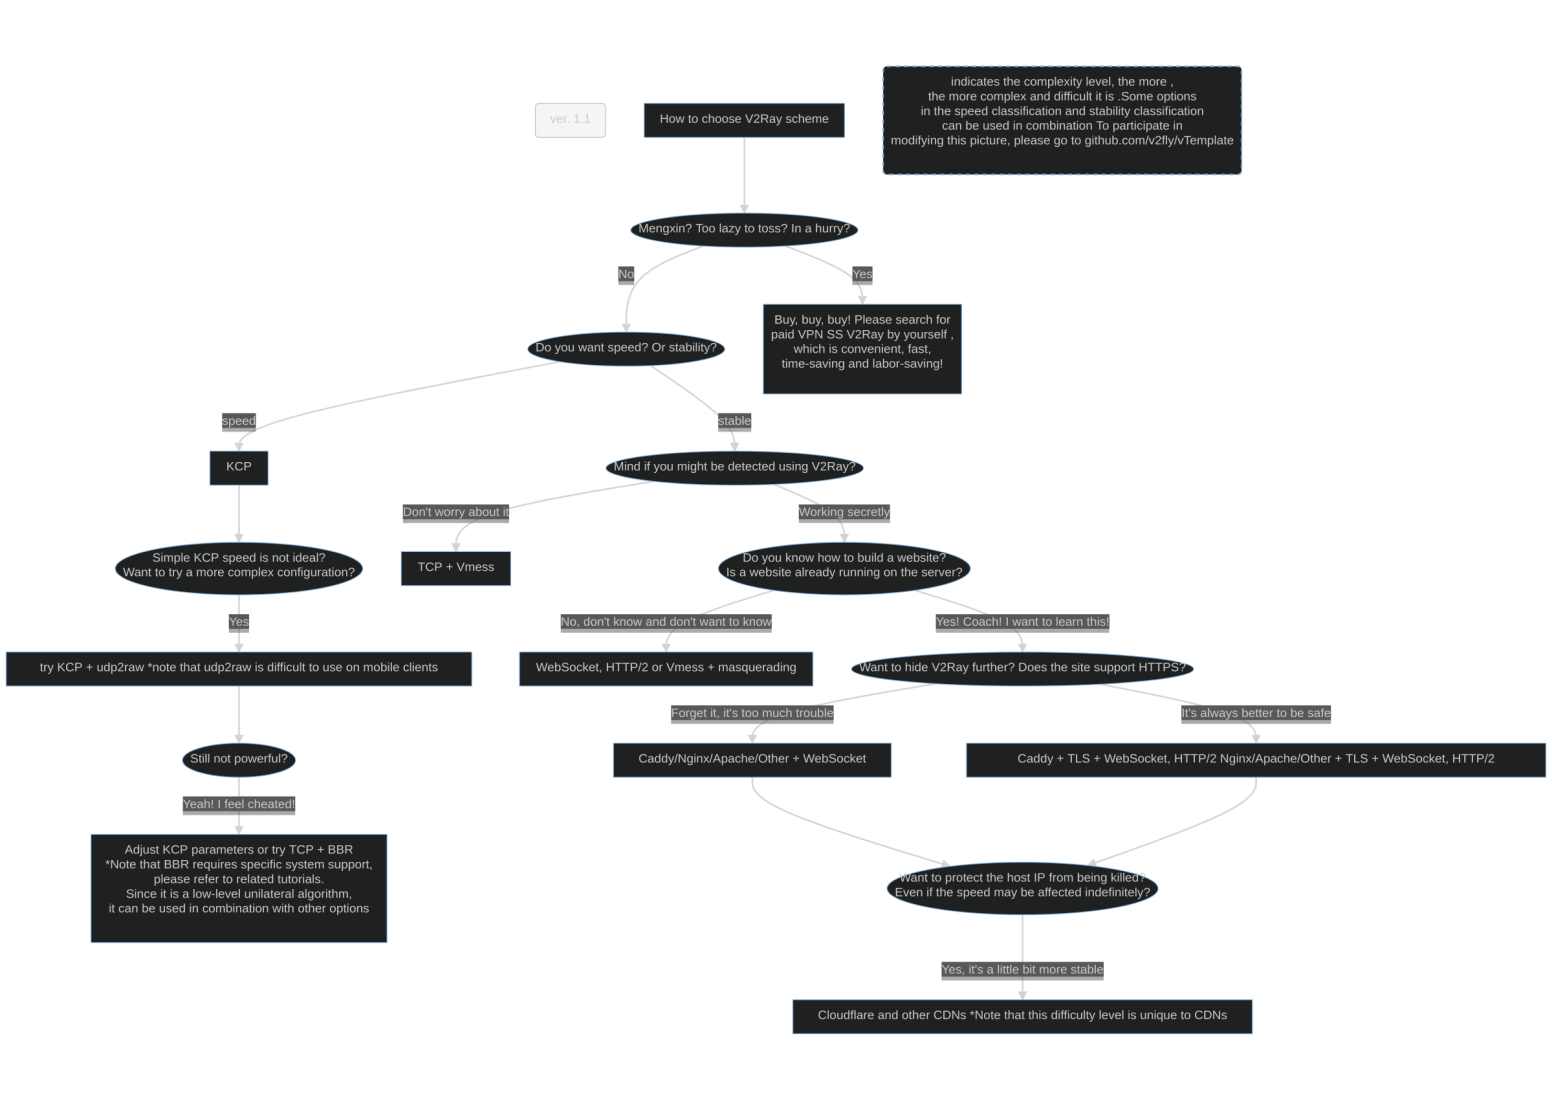 indicates the complexity level, the more ,
the more complex and difficult it is .Some options
in the speed classification and stability classification
can be used in combination To participate in
modifying this picture, please go to github.com/v2fly/vTemplate
ver. 1.1
How to choose V2Ray scheme
Mengxin? Too lazy to toss? In a hurry?
No
Yes
Buy, buy, buy! Please search for
paid VPN SS V2Ray by yourself ,
which is convenient, fast,
time-saving and labor-saving!
Do you want speed? Or stability?
speed
stable
KCP
Mind if you might be detected using V2Ray?
Don't worry about it
Working secretly
Simple KCP speed is not ideal?
Want to try a more complex configuration?
TCP + Vmess
Do you know how to build a website?
Is a website already running on the server?
Yes
No, don't know and don't want to know
Yes! Coach! I want to learn this!
try KCP + udp2raw *note that udp2raw is difficult to use on mobile clients
WebSocket, HTTP/2 or Vmess + masquerading
Want to hide V2Ray further? Does the site support HTTPS?
Forget it, it's too much trouble
It's always better to be safe
Still not powerful?
Caddy/Nginx/Apache/Other + WebSocket
Caddy + TLS + WebSocket, HTTP/2 Nginx/Apache/Other + TLS + WebSocket, HTTP/2
Yeah! I feel cheated!
Adjust KCP parameters or try TCP + BBR
*Note that BBR requires specific system support,
please refer to related tutorials.
Since it is a low-level unilateral algorithm,
it can be used in combination with other options
Want to protect the host IP from being killed?
Even if the speed may be affected indefinitely?
Yes, it's a little bit more stable
Cloudflare and other CDNs *Note that this difficulty level is unique to CDNs